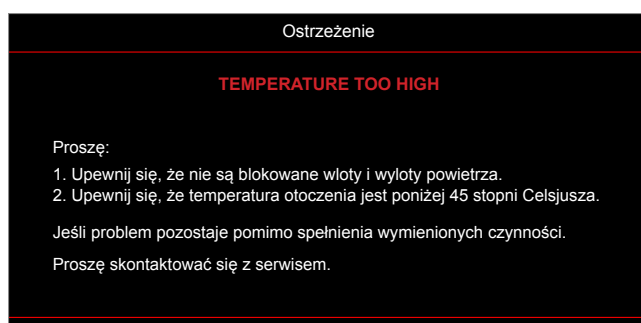 Ostrzeżenie
TEMPERATURE TOO HIGH
Proszę:
1. Upewnij się, że nie są blokowane wloty i wyloty powietrza.
2. Upewnij się, że temperatura otoczenia jest poniżej 45 stopni Celsjusza.
Jeśli problem pozostaje pomimo spełnienia wymienionych czynności.
Proszę skontaktować się z serwisem.